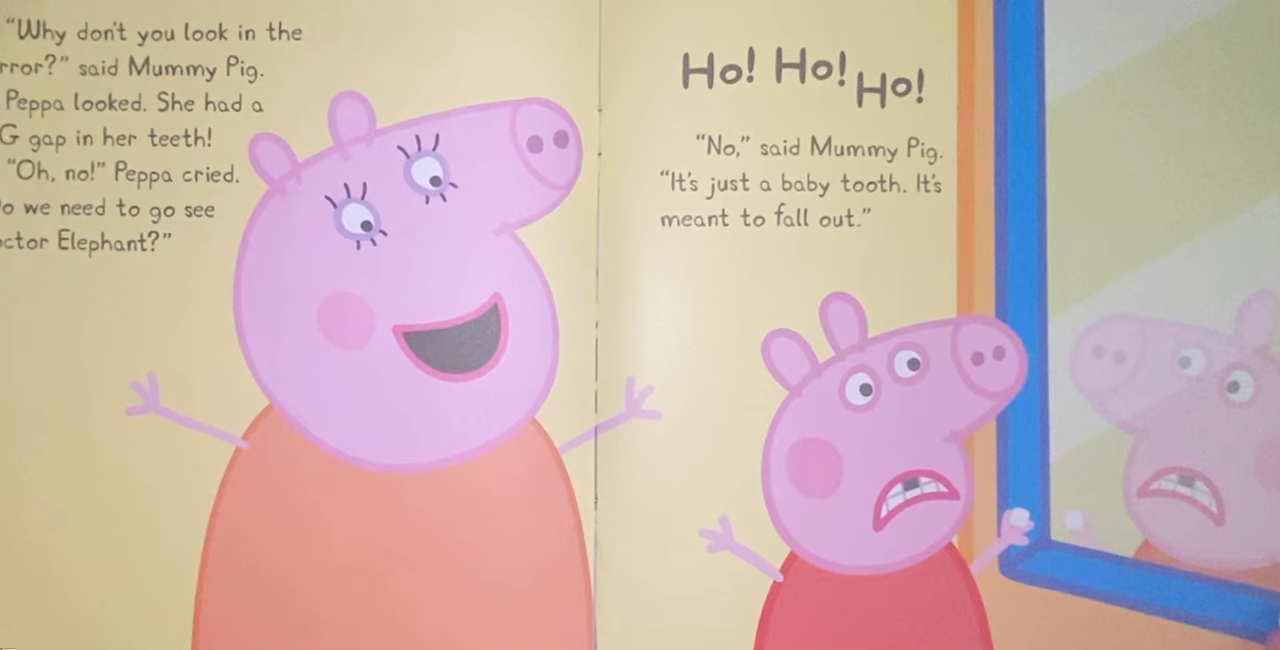 “Why don’t you look in the
rror?” said Mummy Pig.
Peppa looked. She had a
G gap in her teeth!
“Oh, no!” Peppa cried.
o we need to go see
ctor Elephant?”
Ho! Ho! Ho!
“No,” said Mummy Pig.
“It’s just a baby tooth. It’s
meant to fall out.”